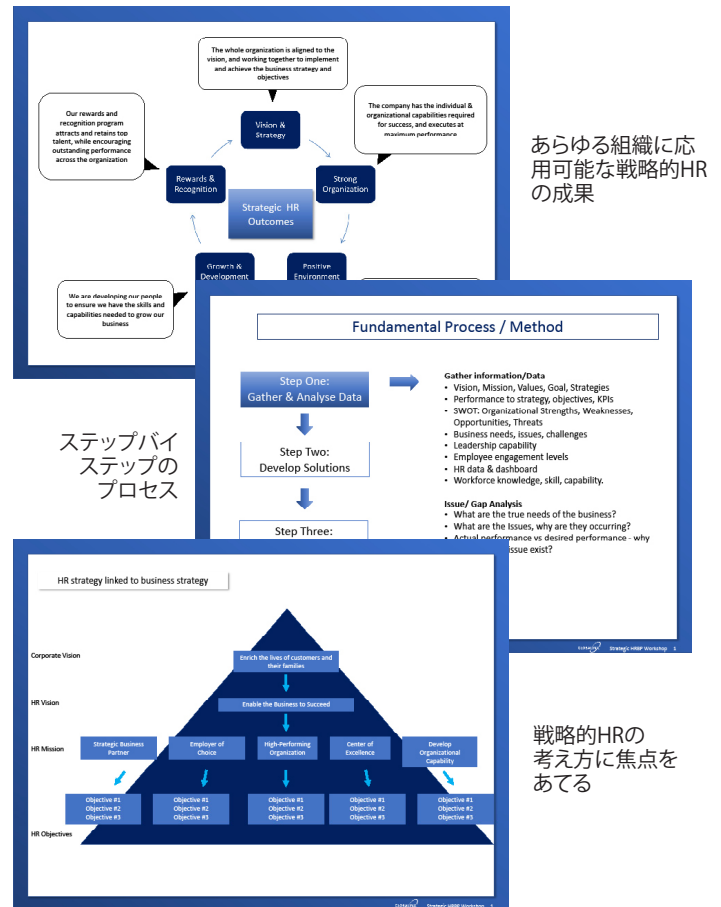 The whole organization is aligned to the
vision, and working together to implement
and achieve the business strategy and
objectives
Our rewards and
recognition program
attracts and retains top
talent, while encouraging
outstanding performance
across the organization
The company has the individual &
organizational capabilities required
for success, and executes at
maximum performance
Vision &
Strategy
Rewards &
Recognition
Strong
Organization
Strategic HR
Outcomes
Growth &
Development
Positive
Environment
We are developing our people
to ensure we have the skills and
capabilities needed to grow our
business
あらゆる組織に応
用可能な戦略的HR
の成果
Fundamental Process / Method
Step One:
Gather & Analyse Data
Step Two:
Develop Solutions
Step Three:
Gather information/Data
• Vision, Mission, Values, Goal, Strategies
• Performance to strategy, objectives, KPIs
• SWOT: Organizational Strengths, Weaknesses,
Opportunities, Threats
• Business needs, issues, challenges
• Leadership capability
• Employee engagement levels
• HR data & dashboard
• Workforce knowledge, skill, capability.
Issue/ Gap Analysis
• What are the true needs of the business?
• What are the Issues, why are they occurring?
• Actual performance vs desired performance - why
issue exist?
Strategic HRBP Workshop 1
ステップバイ
ステップの
プロセス
HR strategy linked to business strategy
Corporate Vision
Enrich the lives of customers and
their families
HR Vision
Enable the Business to Succeed
HR Mission
Strategic Business
Partner
Employer of
Choice
High-Performing
Organization
Center of
Excellence
Develop
Organizational
Capability
Objective #1
Objective #2
Objective #3
Objective #1
Objective #2
Objective #3
Objective #1
Objective #2
Objective #3
Objective #1
Objective #2
Objective #3
Objective #1
Objective #2
Objective #3
HR Objectives
Strategic HRBP Workshop
戦略的HRの
考え方に焦点を
あてる